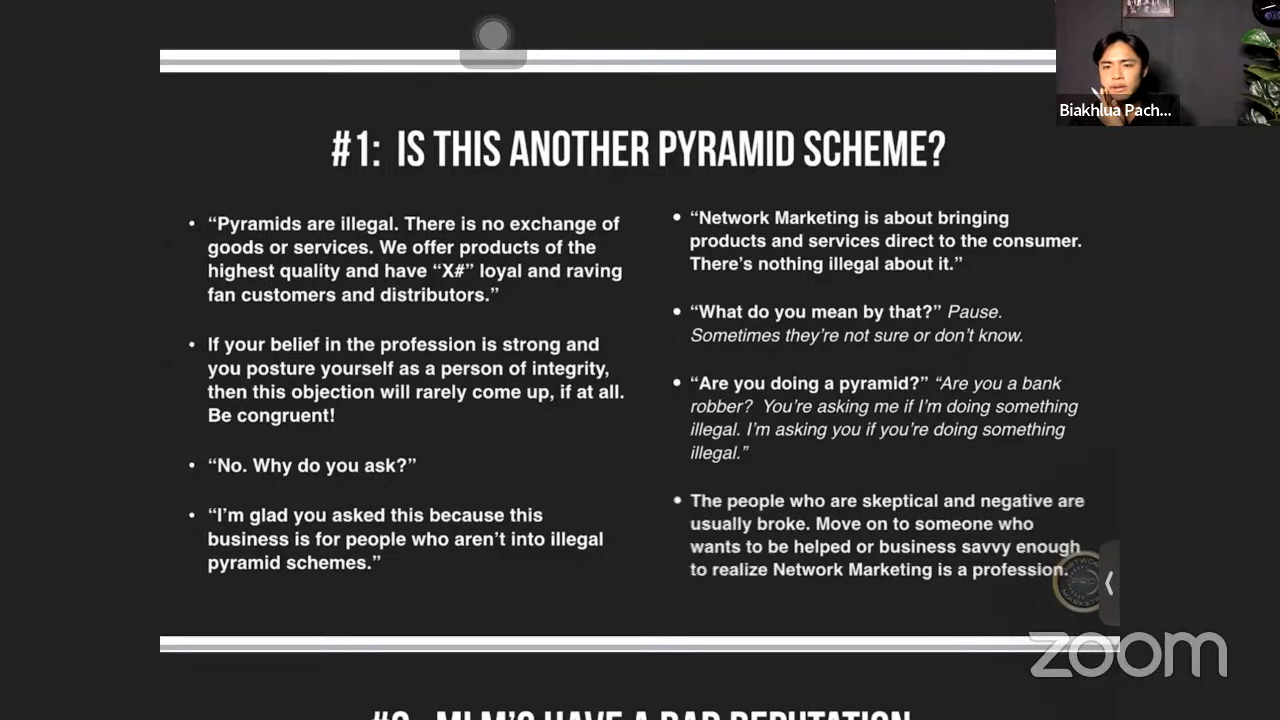 Biakhlua Pach...
#1: IS THIS ANOTHER PYRAMID SCHEME?
• “Pyramids are illegal. There is no exchange of
goods or services. We offer products of the
highest quality and have “X#” loyal and raving
fan customers and distributors.”
• If your belief in the profession is strong and
you posture yourself as a person of integrity,
then this objection will rarely come up, if at all.
Be congruent!
• “No. Why do you ask?”
• “I’m glad you asked this because this
business is for people who aren’t into illegal
pyramid schemes.”
• “Network Marketing is about bringing
products and services direct to the consumer.
There’s nothing illegal about it.”
• “What do you mean by that?” Pause.
Sometimes they’re not sure or don’t know.
• “Are you doing a pyramid?” “Are you a bank
robber?  You’re asking me if I’m doing something
illegal. I’m asking you if you’re doing something
illegal.”
• The people who are skeptical and negative are
usually broke. Move on to someone who
wants to be helped or business savvy enough
to realize Network Marketing is a profession.
zoom
#2: MLM’S HAVE A BAD REPUTATION